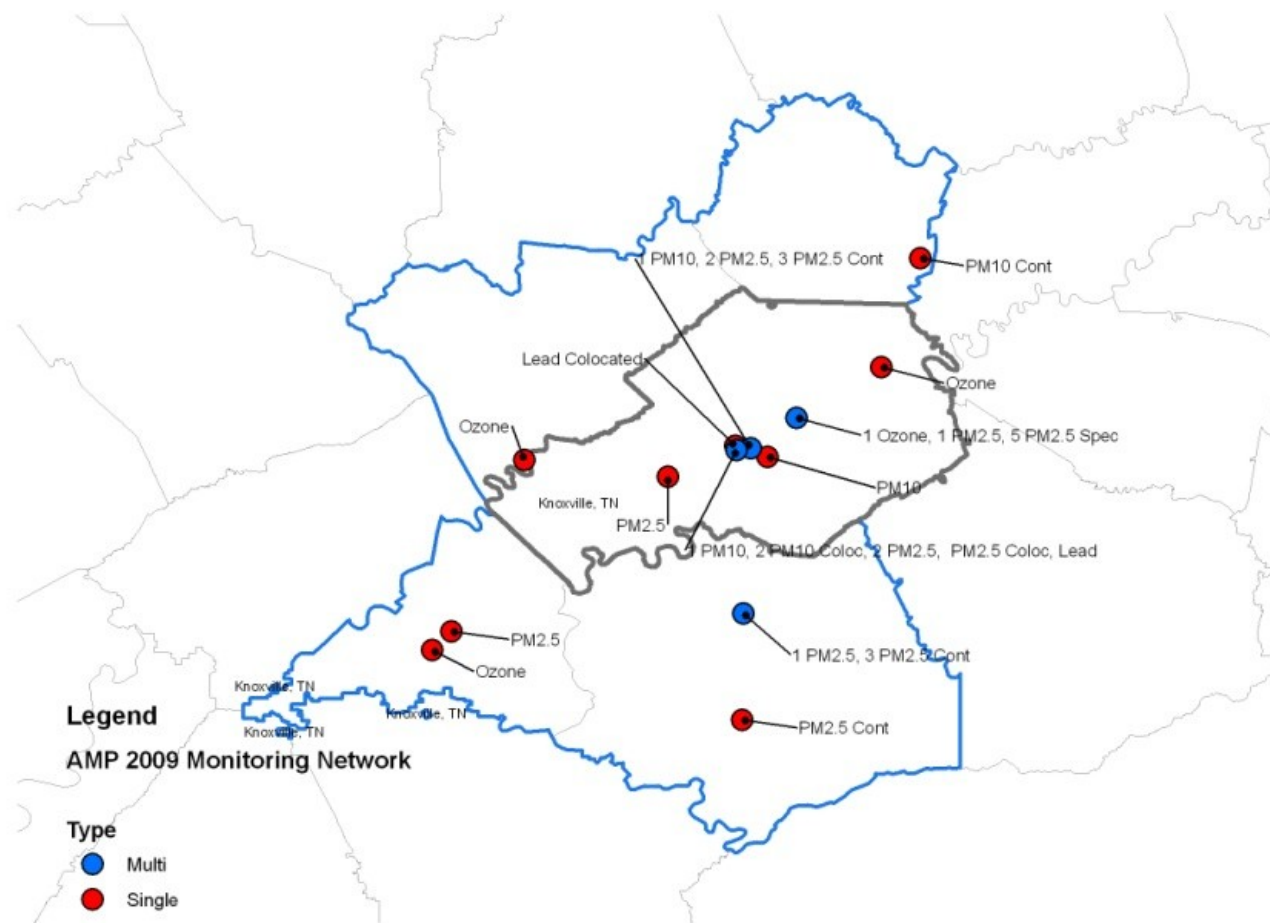 1 PM10, 2 PM2.5, 3 PM2.5 Cont
PM10 Cont
Lead Colocated
Ozone
Ozone
1 Ozone, 1 PM2.5, 5 PM2.5 Spec
PM10
Knoxville, TN
PM2.5
1 PM10, 2 PM10 Coloc, 2 PM2.5, PM2.5 Coloc, Lead
PM2.5
1 PM2.5, 3 PM2.5 Cont
Ozone
Knoxville, TN
Knoxville, TN
Knoxville, TN
PM2.5 Cont
Legend
AMP 2009 Monitoring Network
Type
Multi
Single